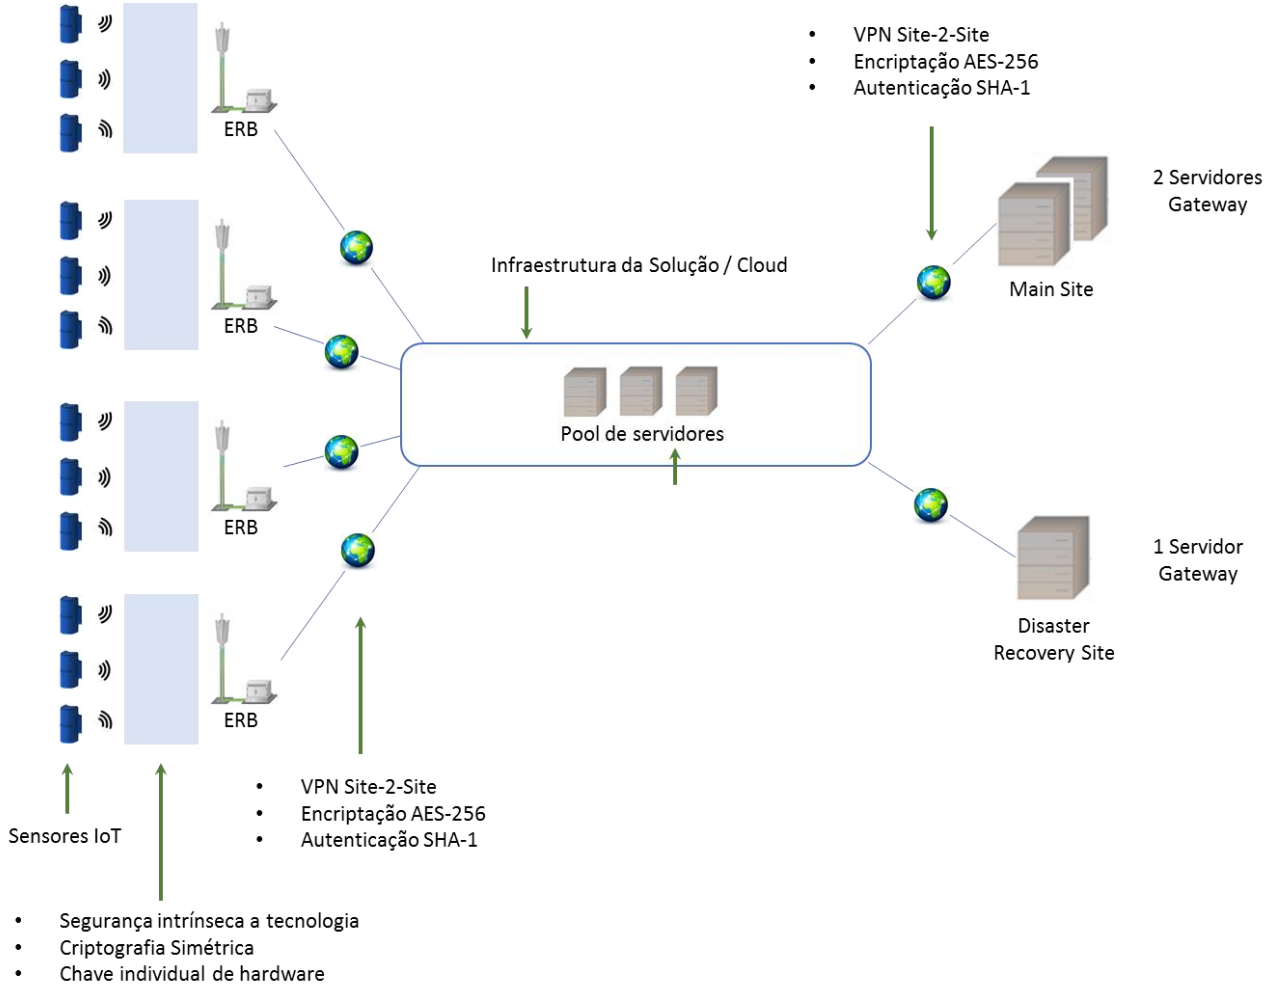 • VPN Site-2-Site
• Encriptação AES-256
• Autenticação SHA-1
ERB
2 Servidores
Gateway
Infraestrutura da Solução / Cloud
Main Site
ERB
Pool de servidores
ERB
1 Servidor
Gateway
Disaster
Recovery Site
ERB
• VPN Site-2-Site
• Encriptação AES-256
• Autenticação SHA-1
Sensores IoT
• Segurança intrínseca a tecnologia
• Criptografia Simétrica
• Chave individual de hardware